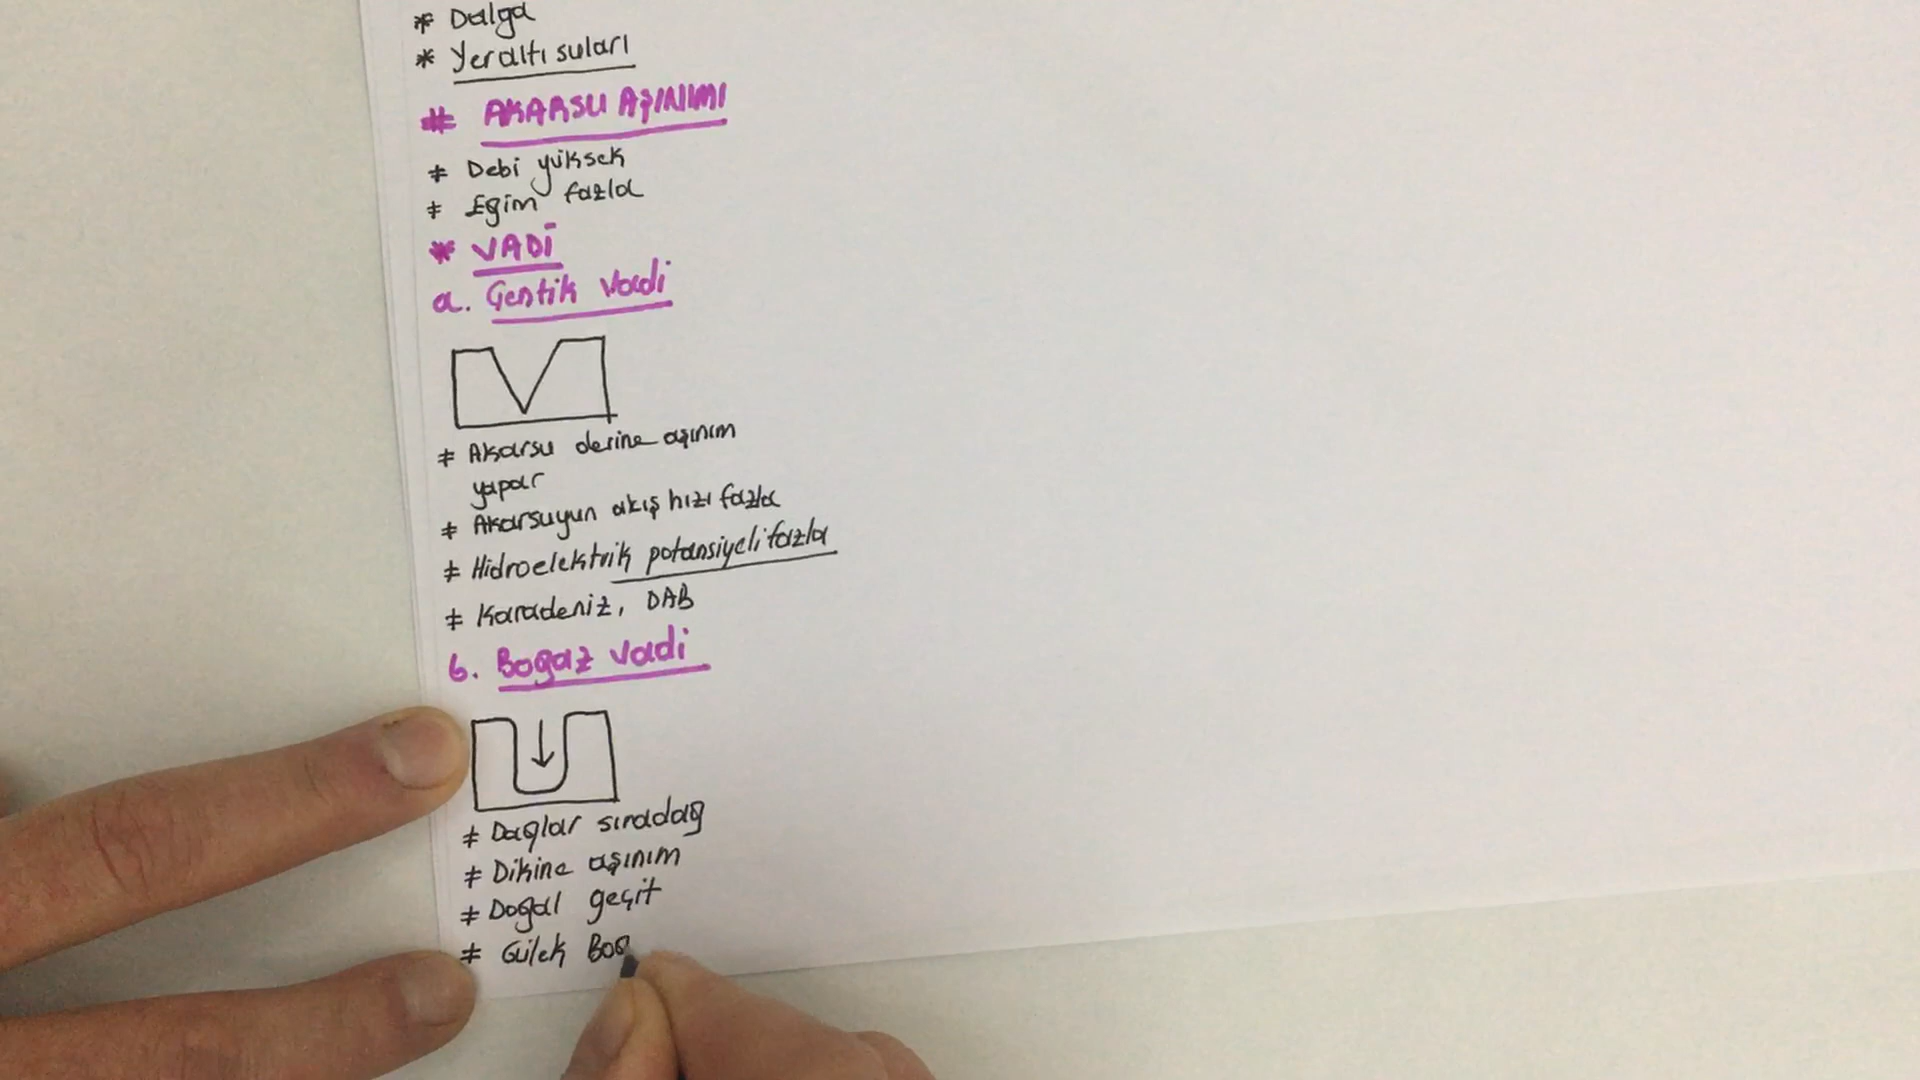 * Dalga
* Yeraltı suları
# AKARSU AŞINIMI
+ Debi yüksek
+ Eğim fazla
* VADİ
a. Çentik Vadi
+ Akarsu derine aşınım
yapar
+ Akarsuyun akış hızı fazla
+ Hidroelektrik potansiyeli fazla
+ Karadeniz, DAB
b. Boğaz vadi
+ Dağlar sıradağ
+ Dikine aşınım
+ Doğal geçit
+ Gülek Boğ